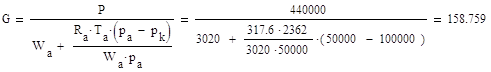 G = P / (W_a + (R_a·T_a·(p_a − p_k)) / (W_a·p_a)) = 440000 / (3020 + (317.6·2362) / (3020·50000) ·(50000 − 100000)) = 158.759